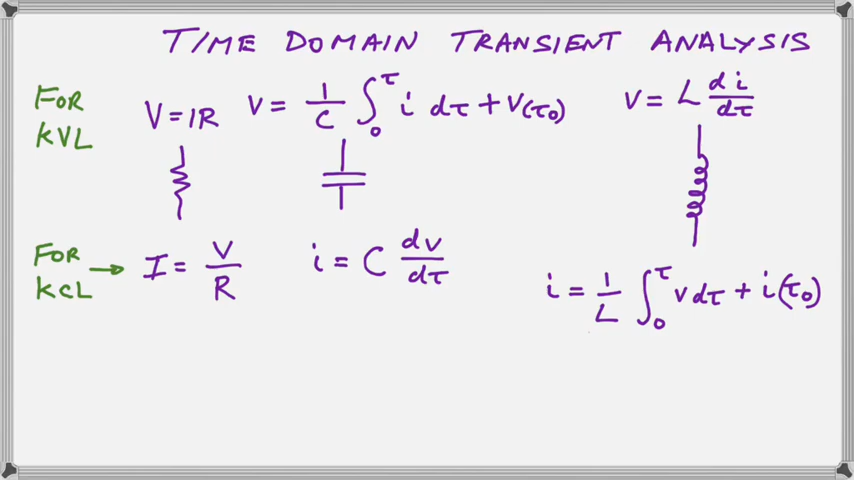 TIME DOMAIN TRANSIENT ANALYSIS
FOR KVL
V = IR
v = 1/C ∫₀^τ i dτ + v(τ₀)
v = L di/dτ
FOR KCL →
I = V/R
i = C dv/dτ
i = 1/L ∫₀^τ v dτ + i(τ₀)